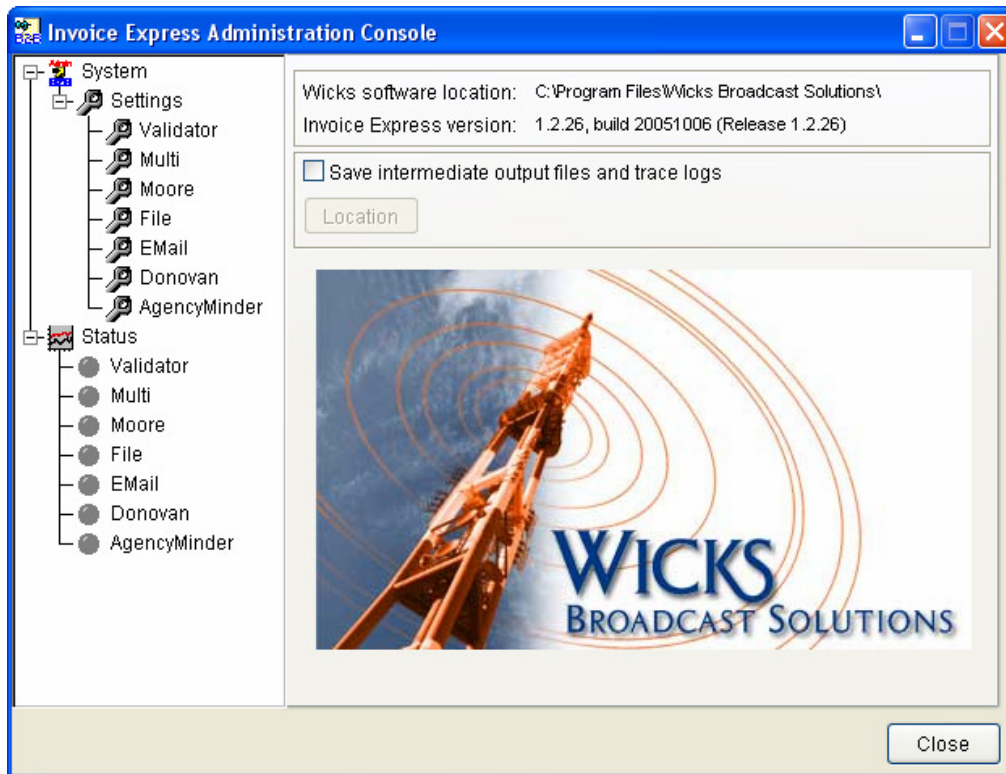 Invoice Express Administration Console
System
Settings
Validator
Multi
Moore
File
EMail
Donovan
AgencyMinder
Status
Validator
Multi
Moore
File
EMail
Donovan
AgencyMinder
Wicks software location: C:\Program Files\Wicks Broadcast Solutions\
Invoice Express version: 1.2.26, build 20051006 (Release 1.2.26)
Save intermediate output files and trace logs
Location
WICKS
BROADCAST SOLUTIONS
Close